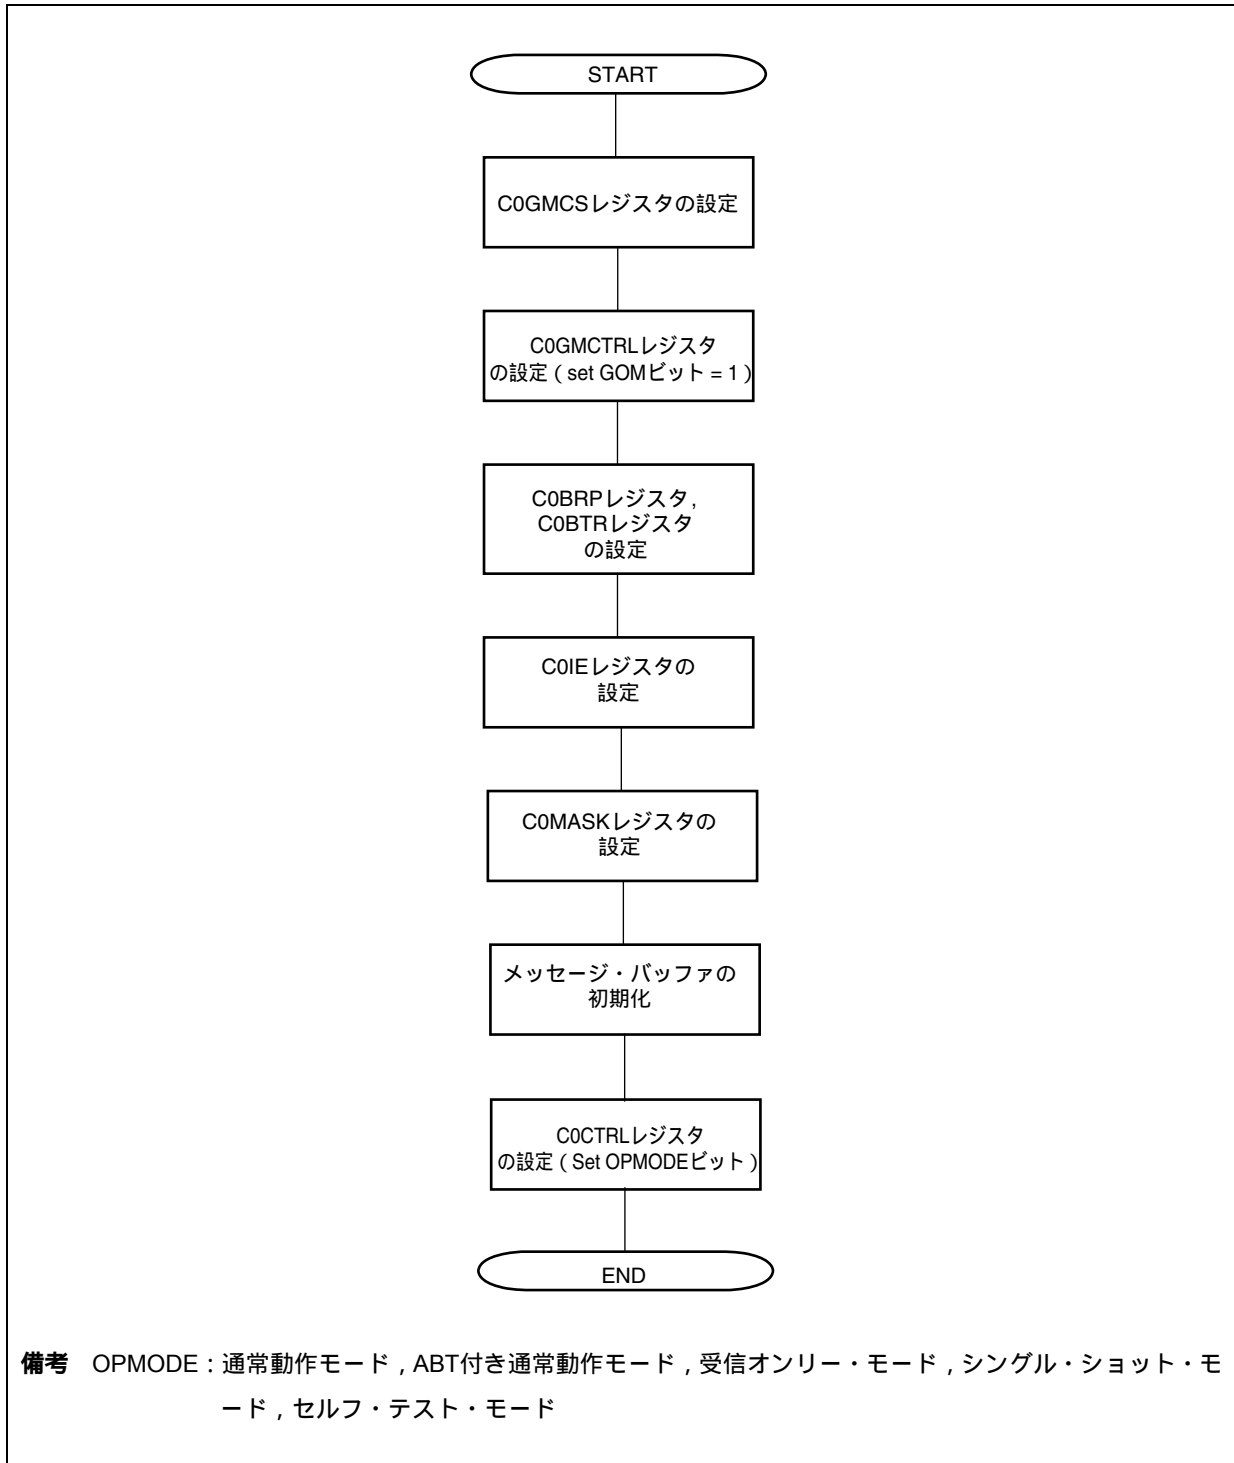 START
C0GMCSレジスタの設定
C0GMCTRLレジスタ
の設定（set GOMビット = 1）
C0BRPレジスタ,
C0BTRレジスタ
の設定
C0IEレジスタの
設定
C0MASKレジスタの
設定
メッセージ・バッファの
初期化
C0CTRLレジスタ
の設定（Set OPMODEビット）
END
備考　OPMODE：通常動作モード，ABT付き通常動作モード，受信オンリー・モード，シングル・ショット・モ
ード，セルフ・テスト・モード